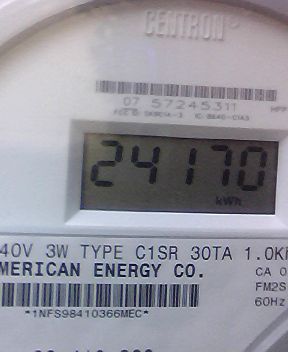 CENTRON®
07 57245311
24170
kWh
40V 3W TYPE C1SR 30TA 1.0K
MERICAN ENERGY CO.
CA 0
FM2S
60Hz
*1NFS98410366MEC*